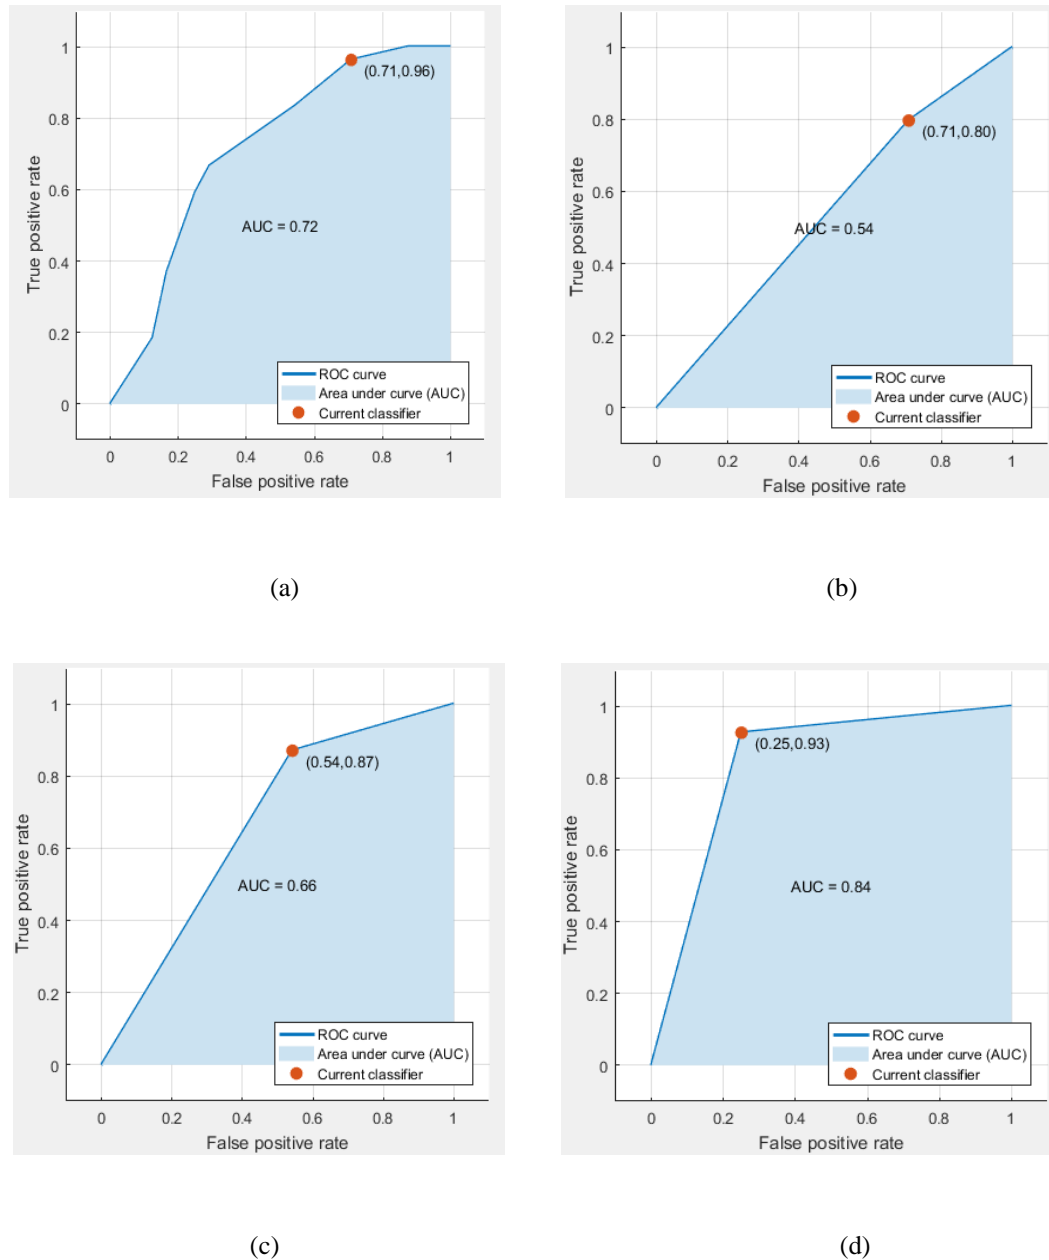 1
0.8
0.6
0.4
0.2
0
True positive rate
(0.71,0.96)
AUC = 0.72
ROC curve
Area under curve (AUC)
Current classifier
0 0.2 0.4 0.6 0.8 1
False positive rate
(a)
1
0.8
0.6
0.4
0.2
0
True positive rate
(0.71,0.80)
AUC = 0.54
ROC curve
Area under curve (AUC)
Current classifier
0 0.2 0.4 0.6 0.8 1
False positive rate
(b)
1
0.8
0.6
0.4
0.2
0
True positive rate
(0.54,0.87)
AUC = 0.66
ROC curve
Area under curve (AUC)
Current classifier
0 0.2 0.4 0.6 0.8 1
False positive rate
(c)
1
0.8
0.6
0.4
0.2
0
True positive rate
(0.25,0.93)
AUC = 0.84
ROC curve
Area under curve (AUC)
Current classifier
0 0.2 0.4 0.6 0.8 1
False positive rate
(d)